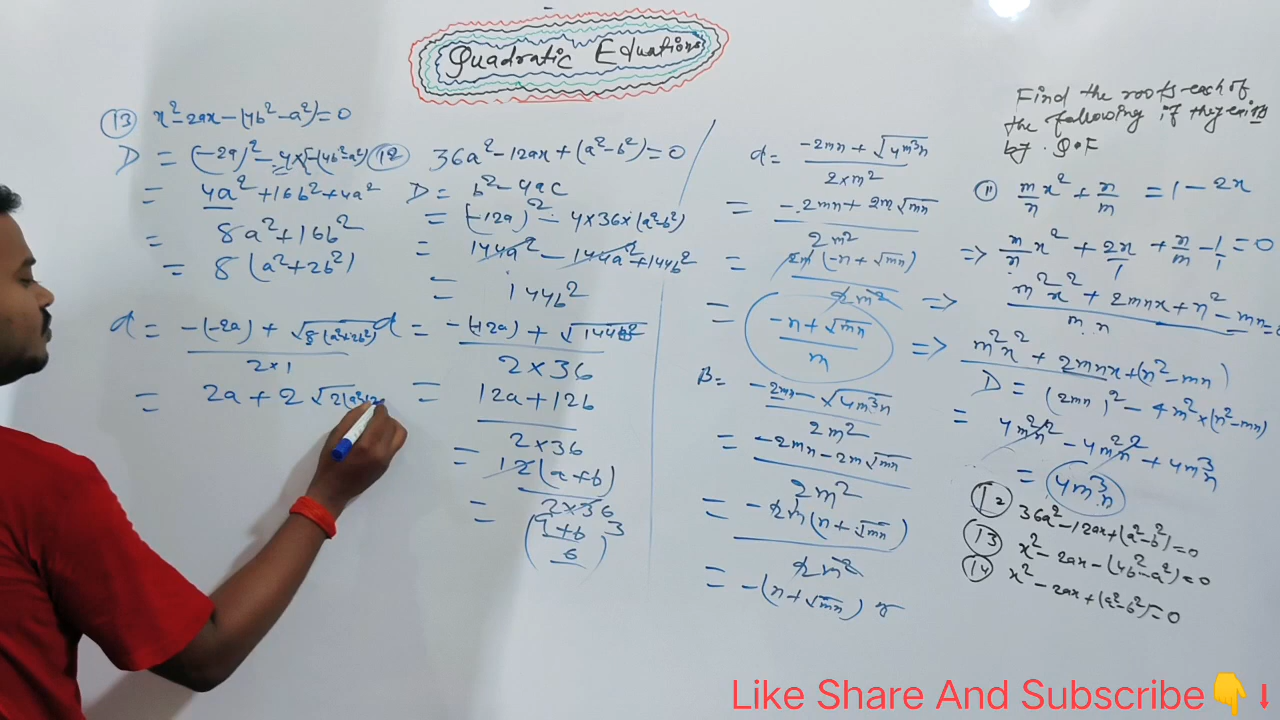 Quadratic Equations
Find the roots each of
the following if they exists
by . Q.F
⑪ m/n x² + n/m = 1 - 2x
=> m/n x² + 2x/1 + n/m - 1/1 = 0
=> m²x² + 2mnx + n² - mn / m.n = 0
=> m²x² + 2mnx + (n² - mn)
D = (2mn)² - 4m² × (n² - mn)
= 4m²n² - 4m²n² + 4m³n
= 4m³n
⑫ 36a² - 12ax + (a² - b²) = 0
⑬ x² - 2ax - (4b² - a²) = 0
⑭ x² - 2ax + (a² - b²) = 0
α = -2mn + √4m³n / 2×m²
= -2mn + 2m√mn / 2m²
= 2m(-n + √mn) / 2m²
= -n + √mn / m
B = -2mn - √4m³n / 2m²
= -2mn - 2m√mn / 2m²
= -2m(n + √mn) / 2m²
= -(n + √mn)
⑫ 36a² - 12ax + (a² - b²) = 0
D = b² - 4ac
= (-12a)² - 4×36×(a² - b²)
= 144a² - 144a² + 144b²
= 144b²
α = -(-12a) + √144b² / 2×36
= 12a + 12b / 2×36
= 12(a + b) / 2×36 3
= (a + b / 6)
⑬ x² - 2ax - (4b² - a²) = 0
D = (-2a)² - 4×1×-(4b² - a²)
= 4a² + 16b² + 4a²
= 8a² + 16b²
= 8(a² + 2b²)
α = -(-2a) + √8(a² + 2b²) / 2×1
= 2a + 2√2(a²+2
Like Share And Subscribe👇⬇